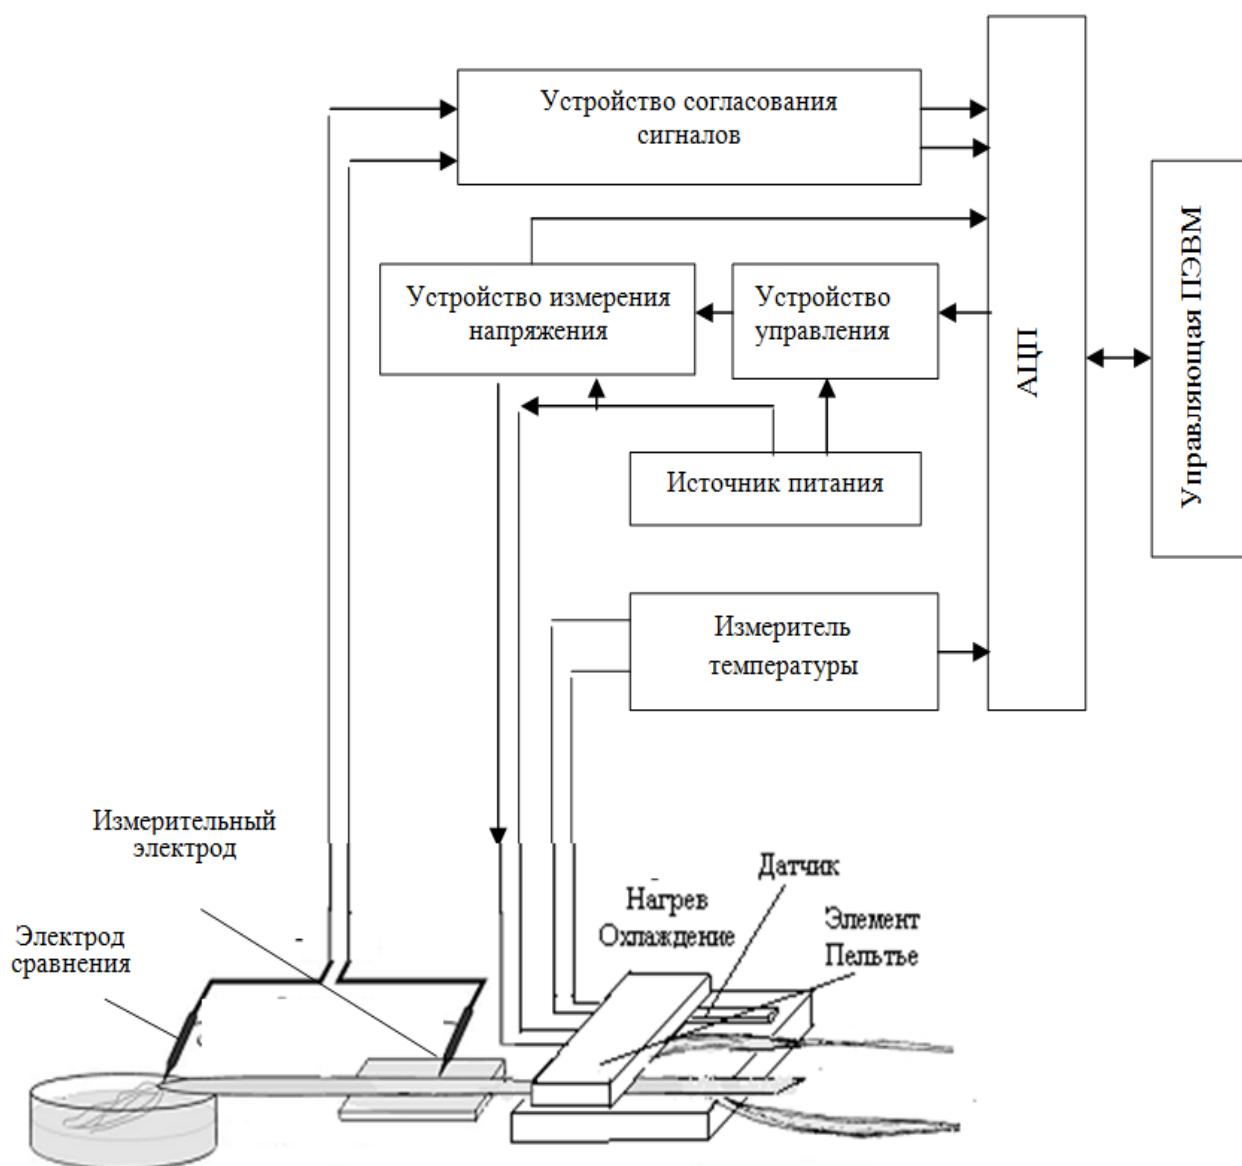 Устройство согласования
сигналов
Устройство измерения
напряжения
Устройство
управления
АЦП
Управляющая ПЭВМ
Источник питания
Измеритель
температуры
Измерительный
электрод
Электрод
сравнения
Датчик
Нагрев
Охлаждение
Элемент
Пельтье